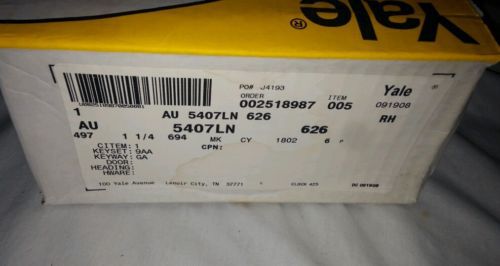 Yale®
PO# J4193
ORDER ITEM Yale
002518987 005 091908
1 AU 5407LN 626 RH
AU 5407LN 626
497 1 1/4 694 MK CY 1802 6 P
CITEM: 1 CPN:
KEYSET: 9AA
KEYWAY: GA
DOOR:
HEADING:
HWARE:
100 Yale Avenue Lenoir City, TN 37771